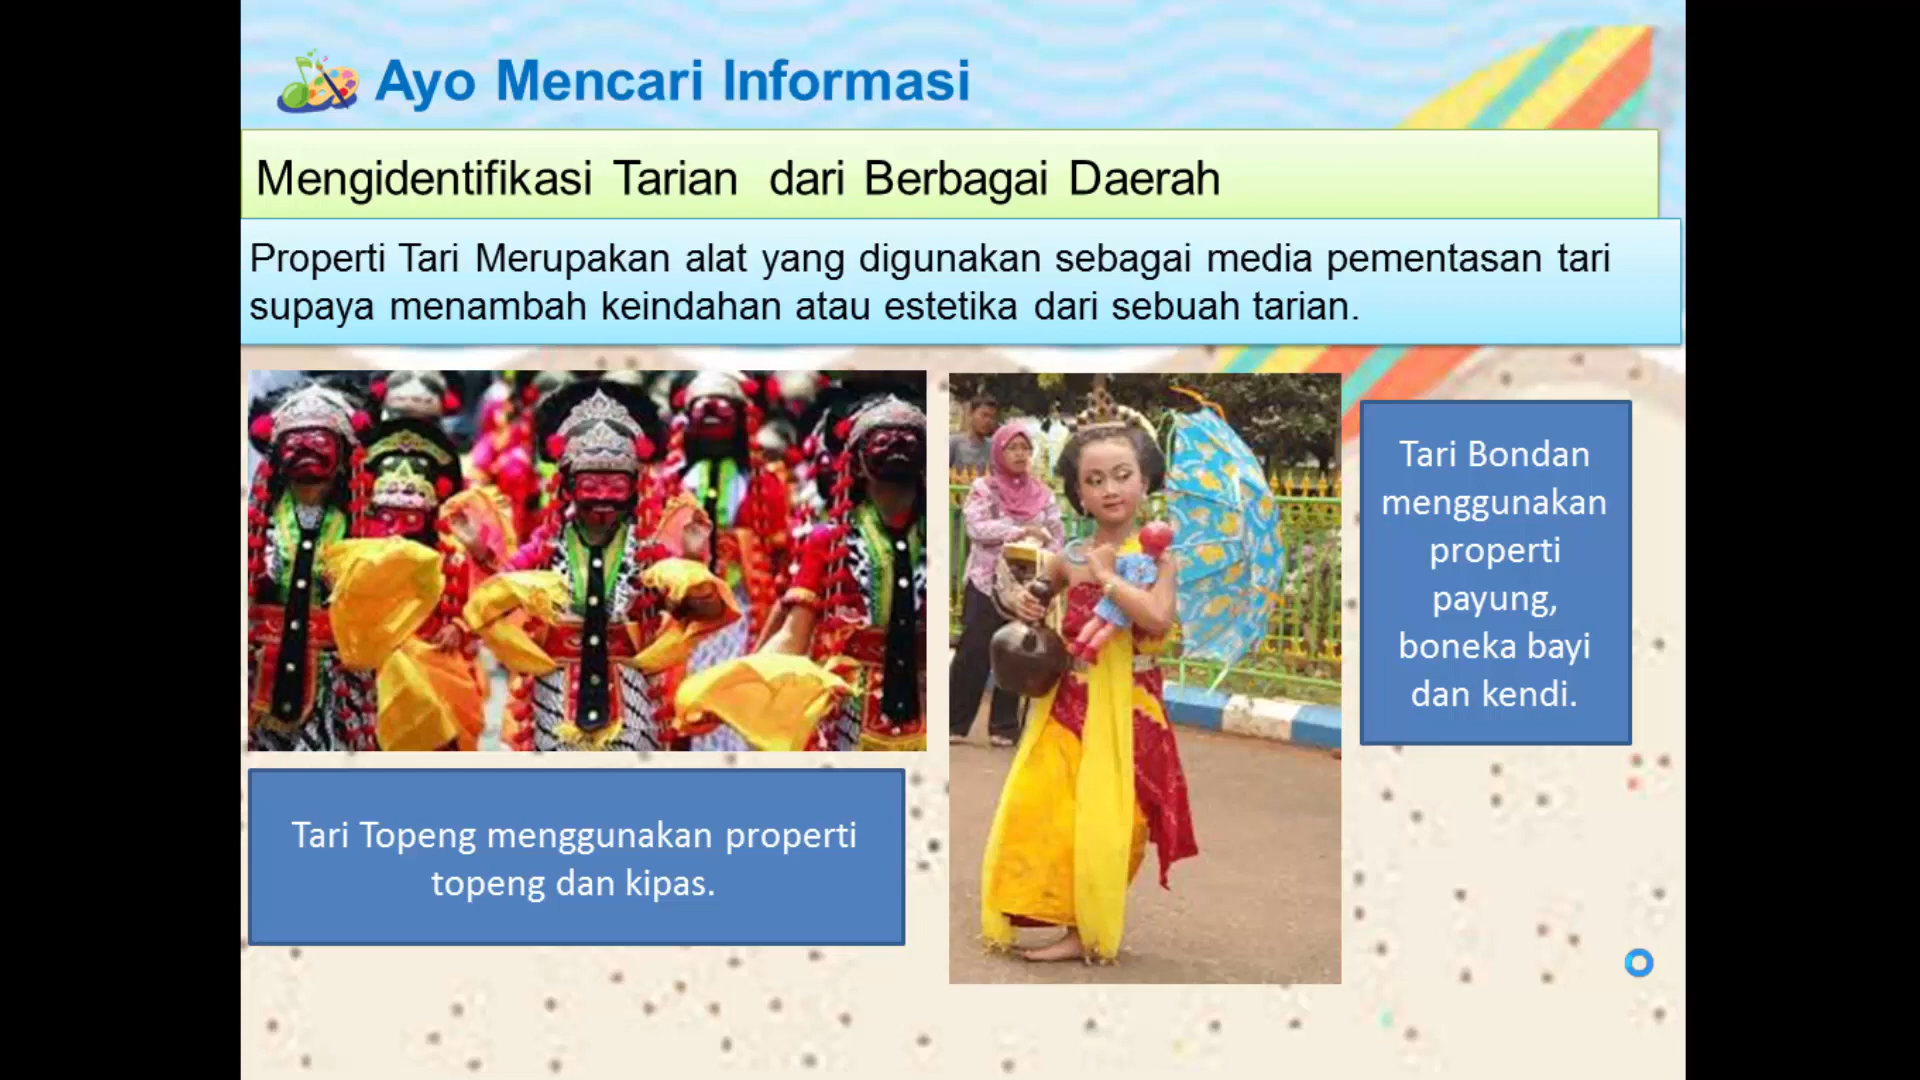 Ayo Mencari Informasi
Mengidentifikasi Tarian dari Berbagai Daerah
Properti Tari Merupakan alat yang digunakan sebagai media pementasan tari
supaya menambah keindahan atau estetika dari sebuah tarian.
Tari Topeng menggunakan properti
topeng dan kipas.
Tari Bondan
menggunakan
properti
payung,
boneka bayi
dan kendi.